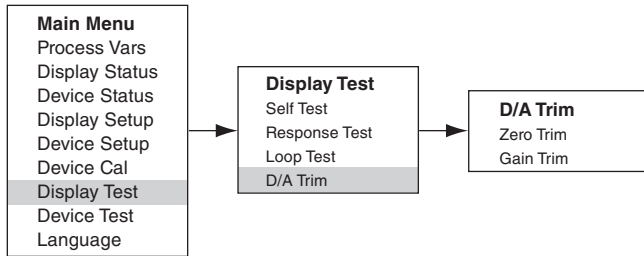 Main Menu
Process Vars
Display Status
Device Status
Display Setup
Device Setup
Device Cal
Display Test
Device Test
Language
Display Test
Self Test
Response Test
Loop Test
D/A Trim
D/A Trim
Zero Trim
Gain Trim